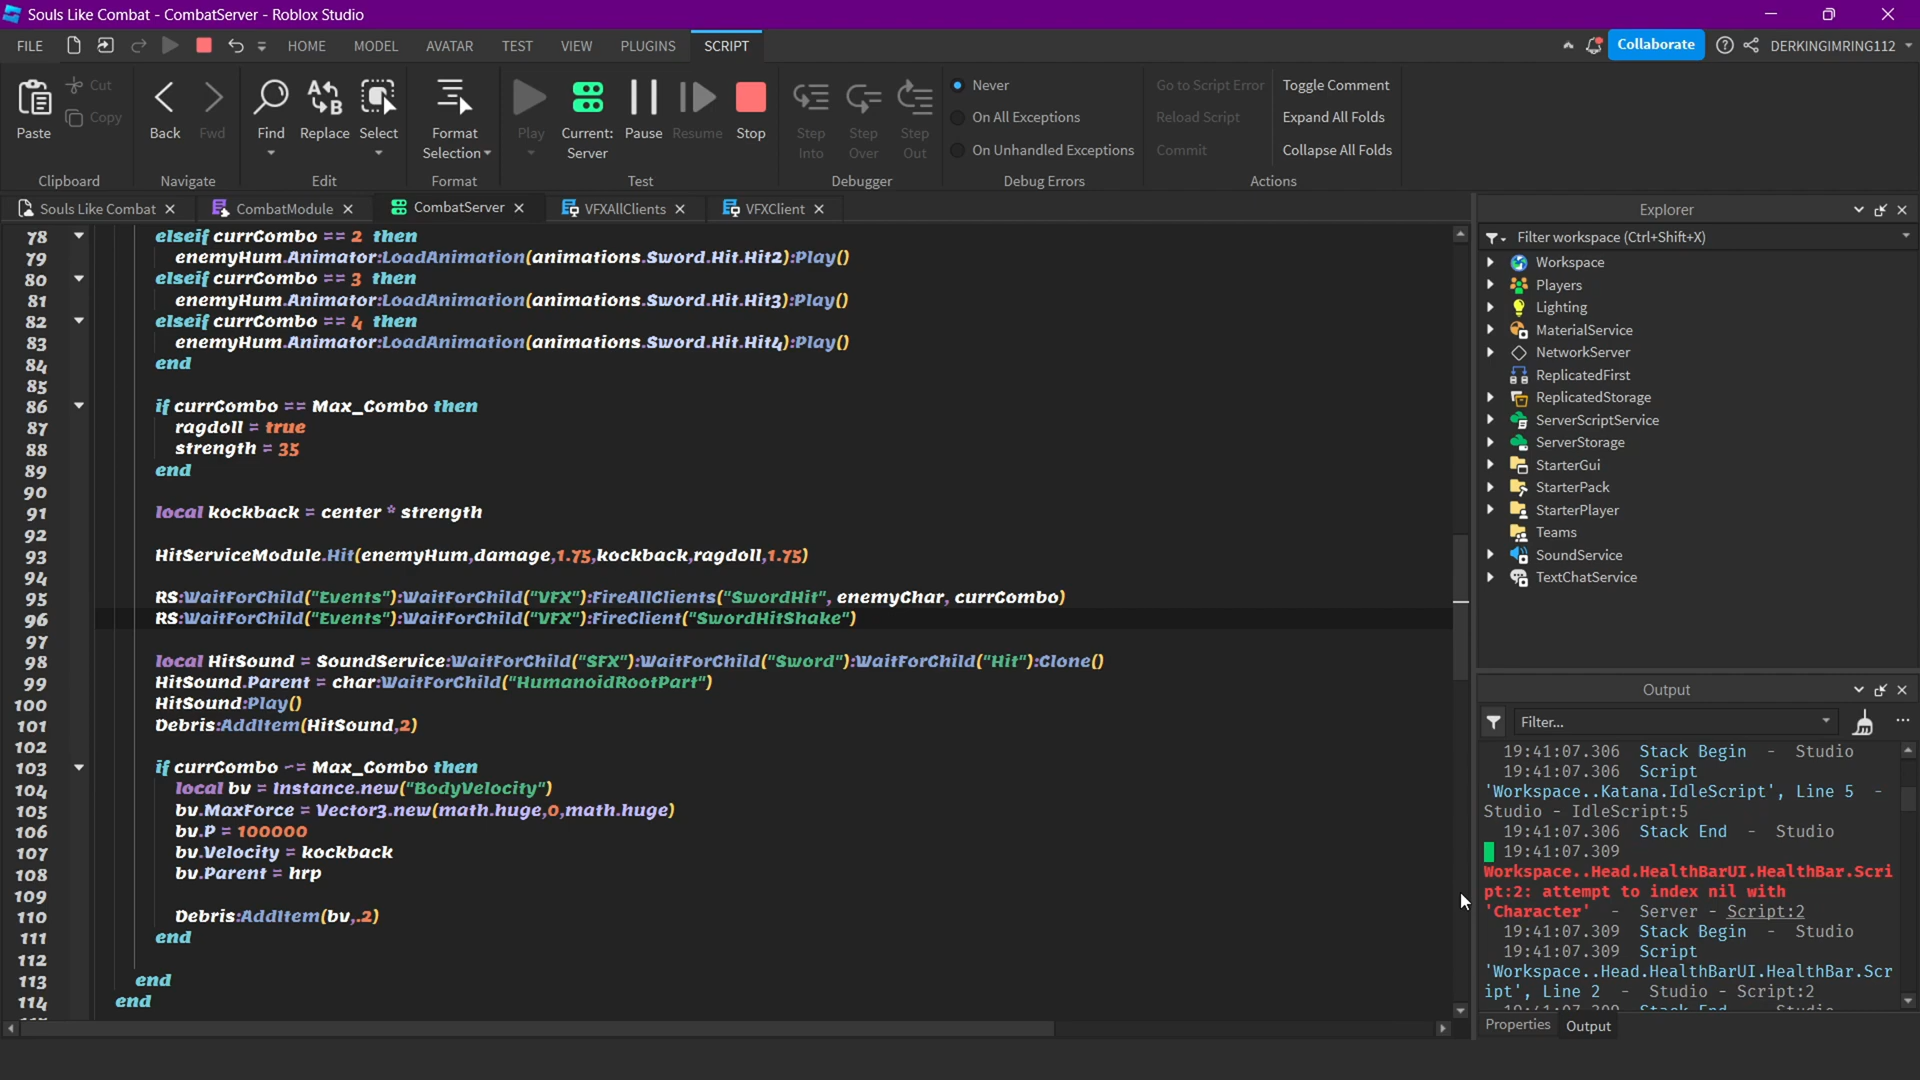 Souls Like Combat - CombatServer - Roblox Studio
FILE HOME MODEL AVATAR TEST VIEW PLUGINS SCRIPT Collaborate DERKINGIMRING112
Paste Cut Copy Back Fwd Find Replace Select Format Selection Play Current: Server Pause Resume Stop Step Into Step Over Step Out
Never Go to Script Error Toggle Comment
On All Exceptions Reload Script Expand All Folds
On Unhandled Exceptions Commit Collapse All Folds
Clipboard Navigate Edit Format Test Debugger Debug Errors Actions
Souls Like Combat CombatModule CombatServer VFXAllClients VFXClient
78 elseif currCombo == 2 then
79 enemyHum.Animator:LoadAnimation(animations.Sword.Hit.Hit2):Play()
80 elseif currCombo == 3 then
81 enemyHum.Animator:LoadAnimation(animations.Sword.Hit.Hit3):Play()
82 elseif currCombo == 4 then
83 enemyHum.Animator:LoadAnimation(animations.Sword.Hit.Hit4):Play()
84 end
85
86 if currCombo == Max_Combo then
87 ragdoll = true
88 strength = 35
89 end
90
91 local kockback = center * strength
92
93 HitServiceModule.Hit(enemyHum,damage,1.75,kockback,ragdoll,1.75)
94
95 RS:WaitForChild("Events"):WaitForChild("VFX"):FireAllClients("SwordHit", enemyChar, currCombo)
96 RS:WaitForChild("Events"):WaitForChild("VFX"):FireClient("SwordHitShake")
97
98 local HitSound = SoundService:WaitForChild("SFX"):WaitForChild("Sword"):WaitForChild("Hit"):Clone()
99 HitSound.Parent = char:WaitForChild("HumanoidRootPart")
100 HitSound:Play()
101 Debris:AddItem(HitSound,2)
102
103 if currCombo ~= Max_Combo then
104 local bv = Instance.new("BodyVelocity")
105 bv.MaxForce = Vector3.new(math.huge,0,math.huge)
106 bv.P = 100000
107 bv.Velocity = kockback
108 bv.Parent = hrp
109
110 Debris:AddItem(bv,.2)
111 end
112
113 end
114 end
Explorer
Filter workspace (Ctrl+Shift+X)
Workspace
Players
Lighting
MaterialService
NetworkServer
ReplicatedFirst
ReplicatedStorage
ServerScriptService
ServerStorage
StarterGui
StarterPack
StarterPlayer
Teams
SoundService
TextChatService
Output
Filter...
19:41:07.306 Stack Begin - Studio
19:41:07.306 Script
'Workspace..Katana.IdleScript', Line 5 -
Studio - IdleScript:5
19:41:07.306 Stack End - Studio
19:41:07.309
Workspace..Head.HealthBarUI.HealthBar.Scri
pt:2: attempt to index nil with
'Character' - Server - Script:2
19:41:07.309 Stack Begin - Studio
19:41:07.309 Script
'Workspace..Head.HealthBarUI.HealthBar.Scr
ipt', Line 2 - Studio - Script:2
Properties Output